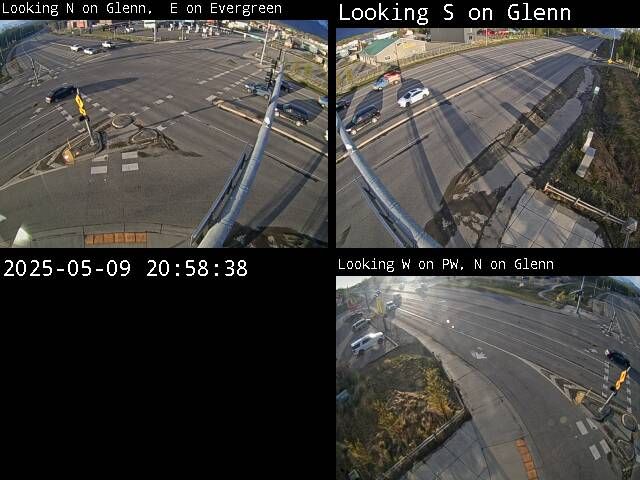 Looking N on Glenn,  E on Evergreen
Looking S on Glenn
2025-05-09 20:58:38
Looking W on PW, N on Glenn